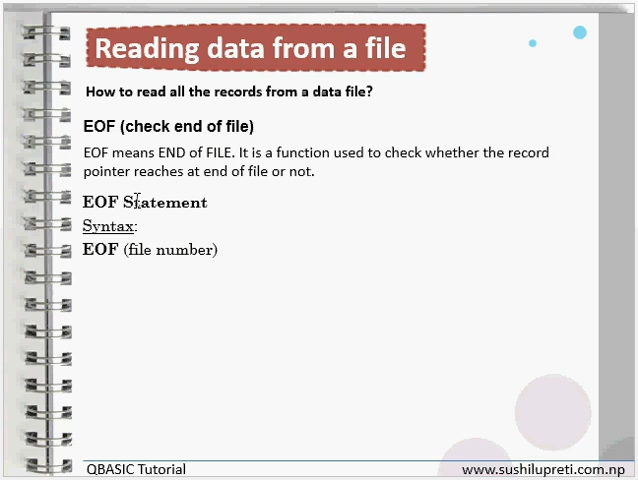 Reading data from a file
How to read all the records from a data file?
EOF (check end of file)
EOF means END of FILE. It is a function used to check whether the record
pointer reaches at end of file or not.
EOF Statement
Syntax:
EOF (file number)
QBASIC Tutorial
www.sushilupreti.com.np